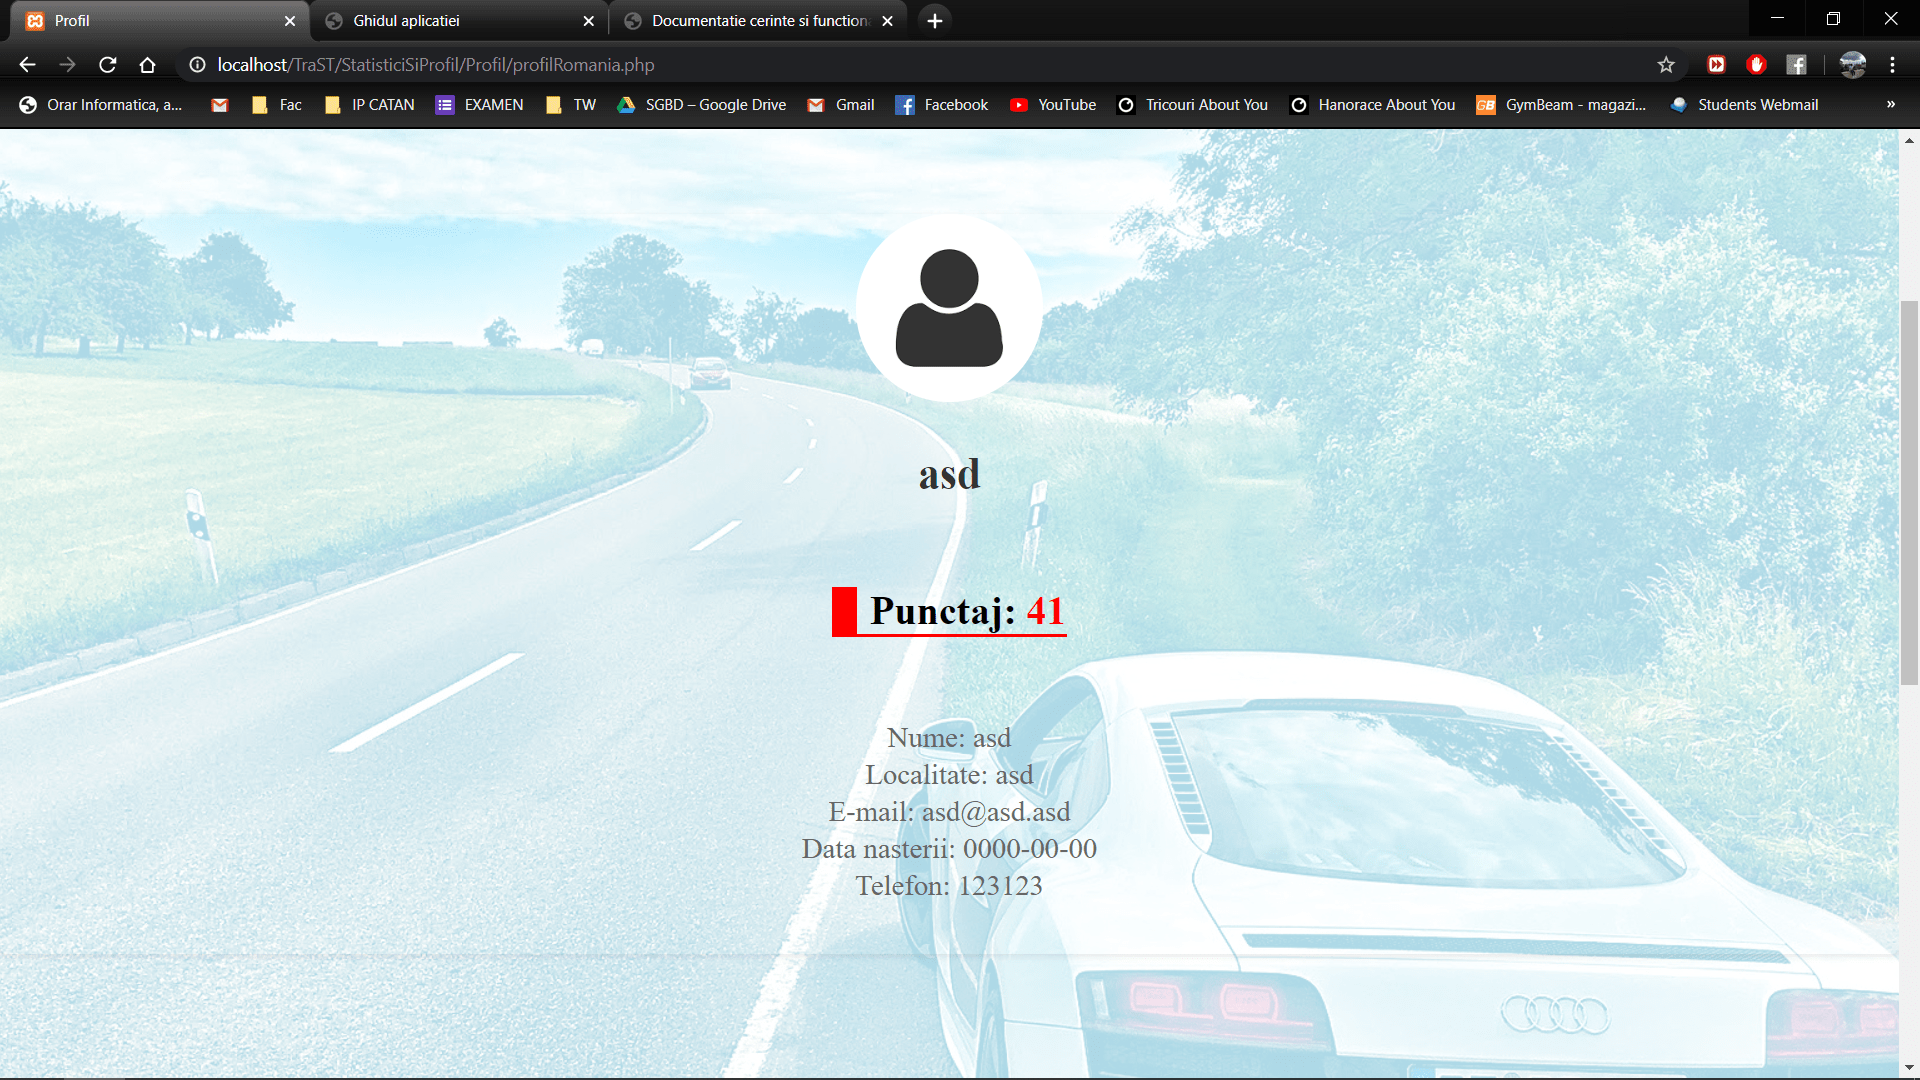 Profil
Ghidul aplicatiei
Documentatie cerinte si function
localhost/TraST/StatisticiSiProfil/Profil/profilRomania.php
Orar Informatica, a... Fac IP CATAN EXAMEN TW SGBD – Google Drive Gmail Facebook YouTube Tricouri About You Hanorace About You GB GymBeam - magazi... Students Webmail »
asd
Punctaj: 41
Nume: asd
Localitate: asd
E-mail: asd@asd.asd
Data nasterii: 0000-00-00
Telefon: 123123